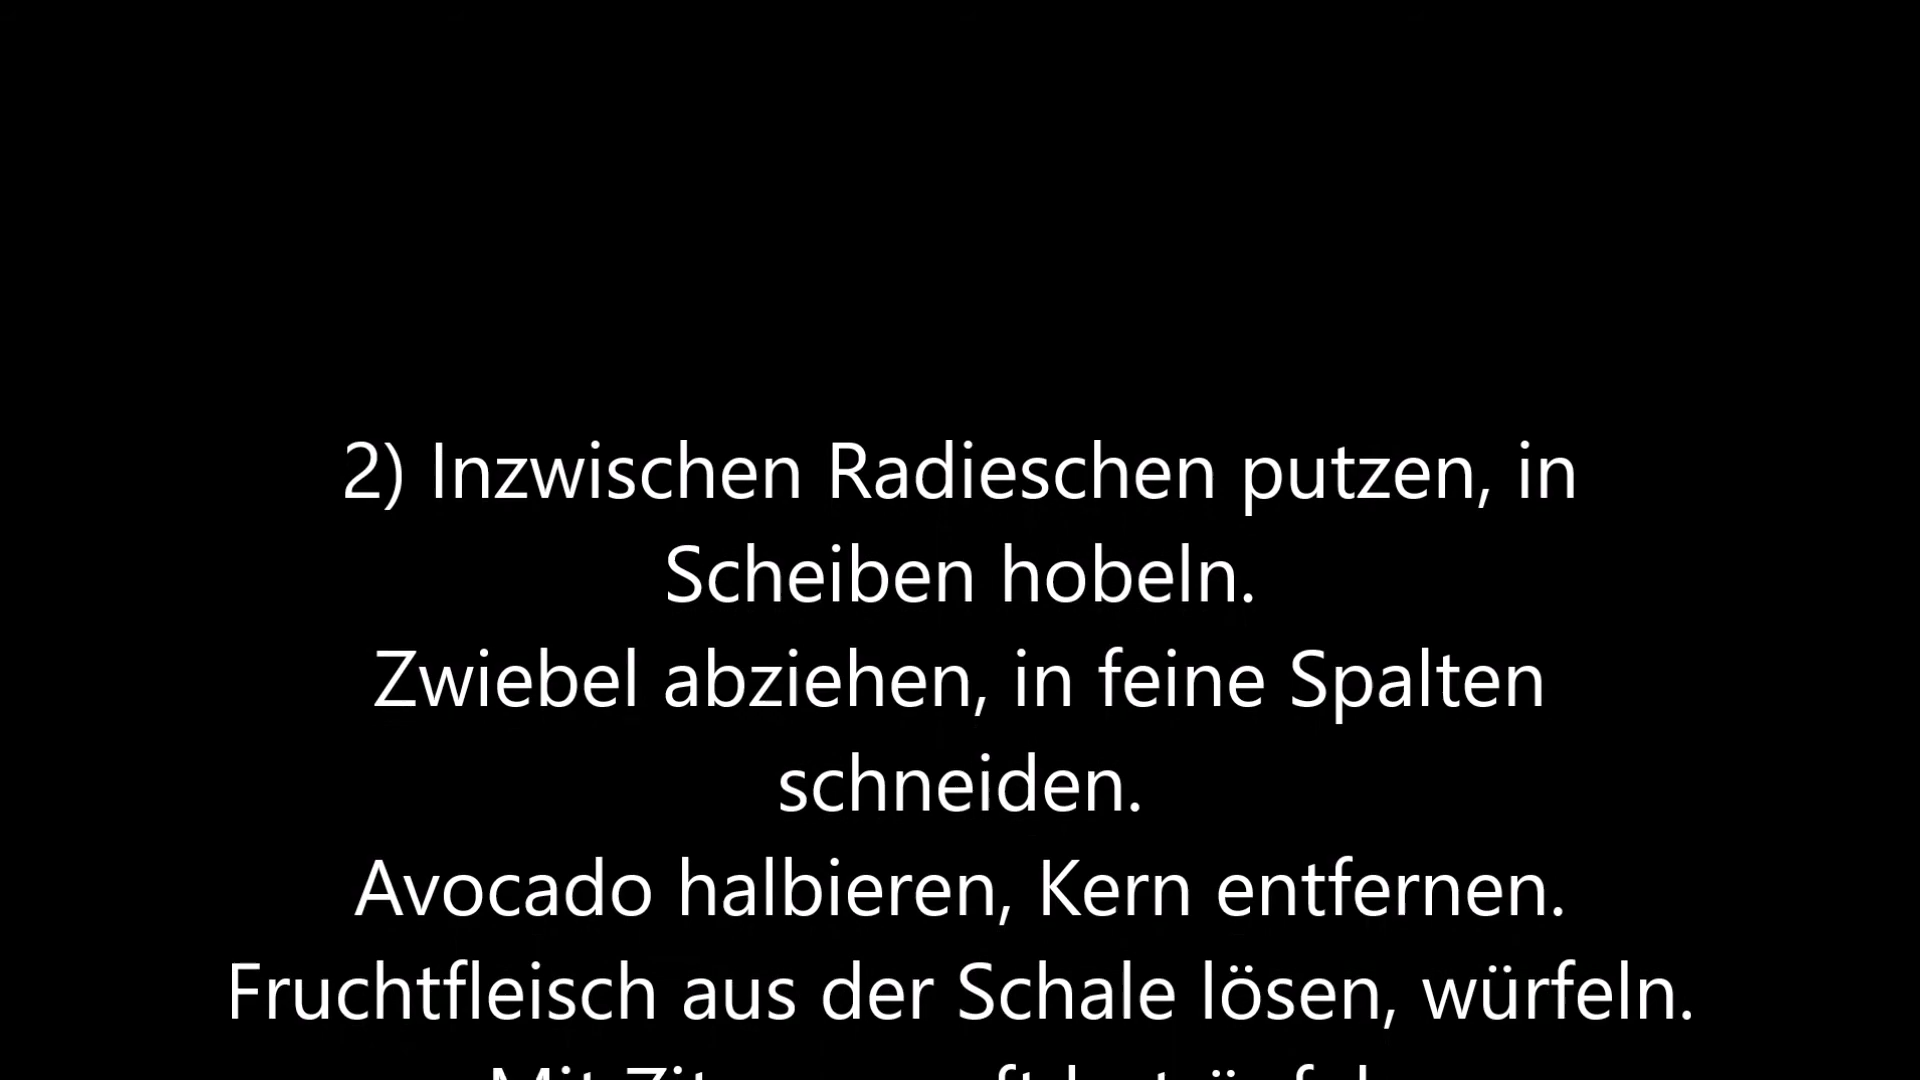 2) Inzwischen Radieschen putzen, in
Scheiben hobeln.
Zwiebel abziehen, in feine Spalten
schneiden.
Avocado halbieren, Kern entfernen.
Fruchtfleisch aus der Schale lösen, würfeln.
Mit